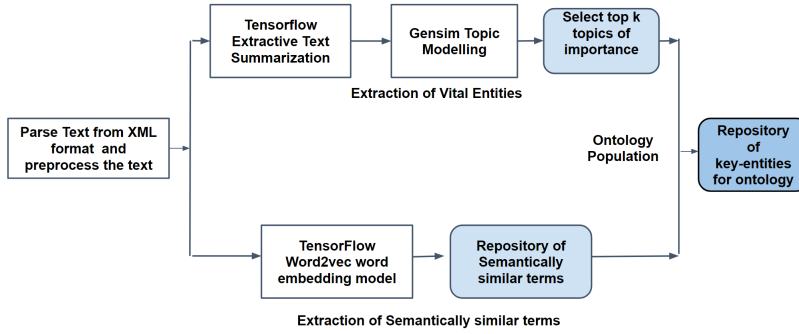 Tensorflow
Extractive Text
Summarization
Gensim Topic
Modelling
Select top k
topics of
importance
Extraction of Vital Entities
Parse Text from XML
format and
preprocess the text
Ontology
Population
Repository
of
key-entities
for ontology
TensorFlow
Word2vec word
embedding model
Repository of
Semantically
similar terms
Extraction of Semantically similar terms